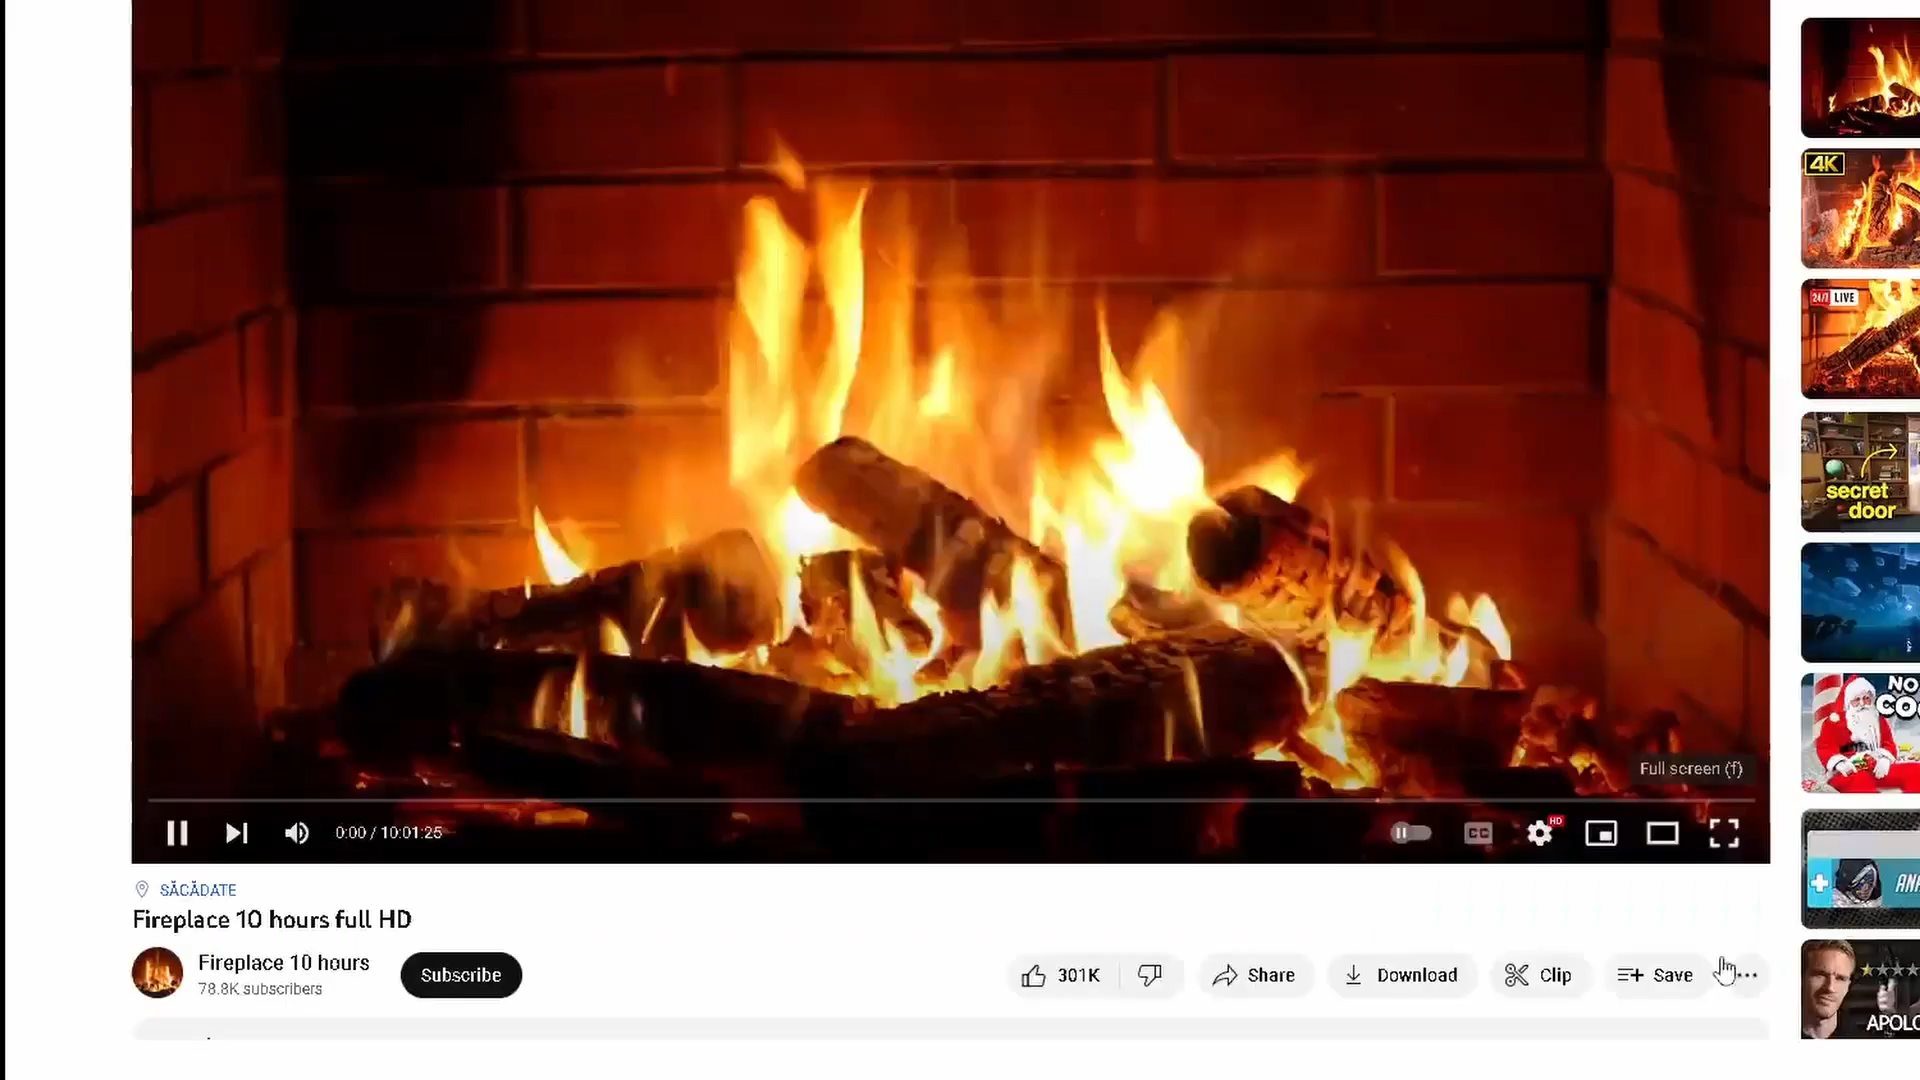 4K
24/7 LIVE
secret
door
NO
Full screen (f)
0:00 / 10:01:25
CC
HD
SĂCĂDATE
Fireplace 10 hours full HD
Fireplace 10 hours
78.8K subscribers
Subscribe
301K
Share
Download
Clip
Save